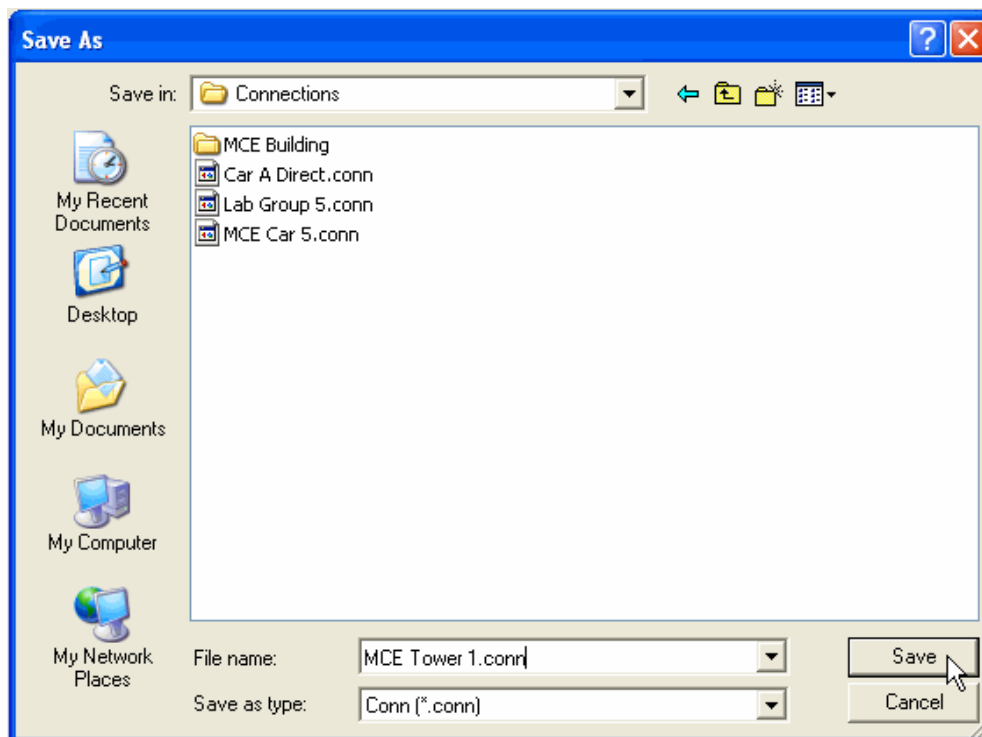 Save As
Save in:
Connections
MCE Building
Car A Direct.conn
Lab Group 5.conn
MCE Car 5.conn
My Recent
Documents
Desktop
My Documents
My Computer
My Network
Places
File name:
MCE Tower 1.conn
Save
Save as type:
Conn (*.conn)
Cancel